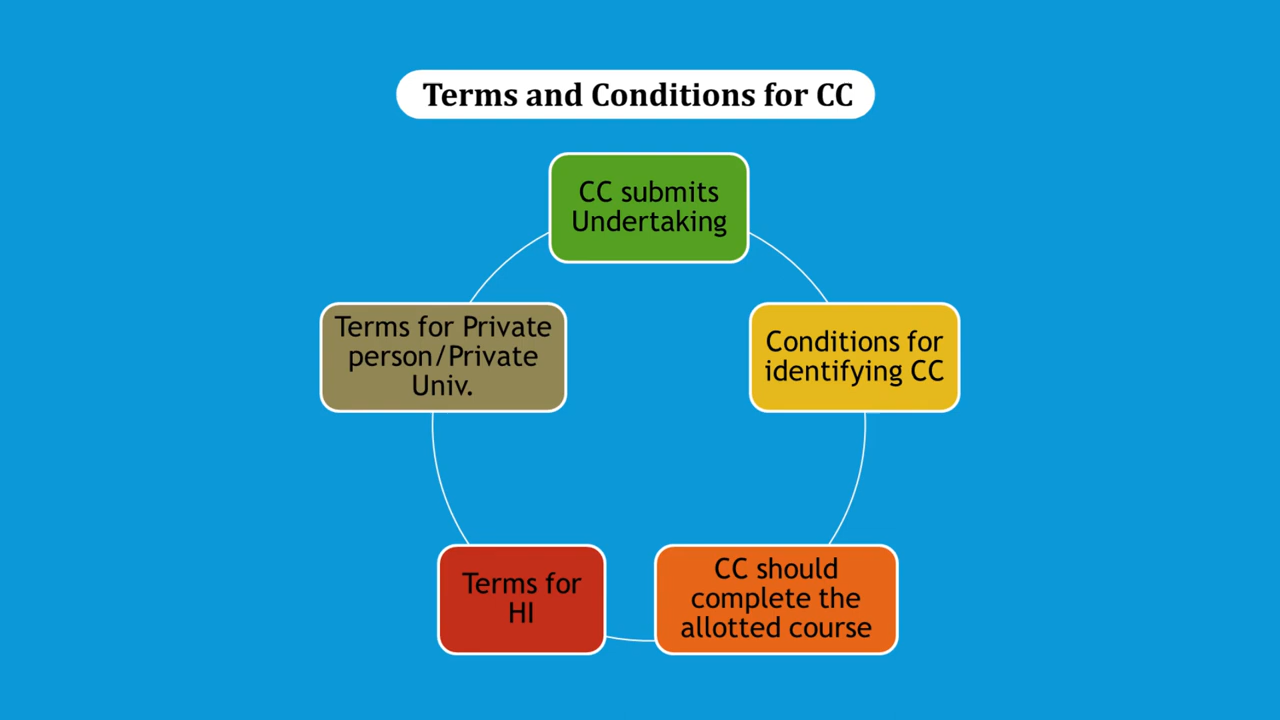 Terms and Conditions for CC
CC submits
Undertaking
Conditions for
identifying CC
CC should
complete the
allotted course
Terms for
HI
Terms for Private
person/Private
Univ.